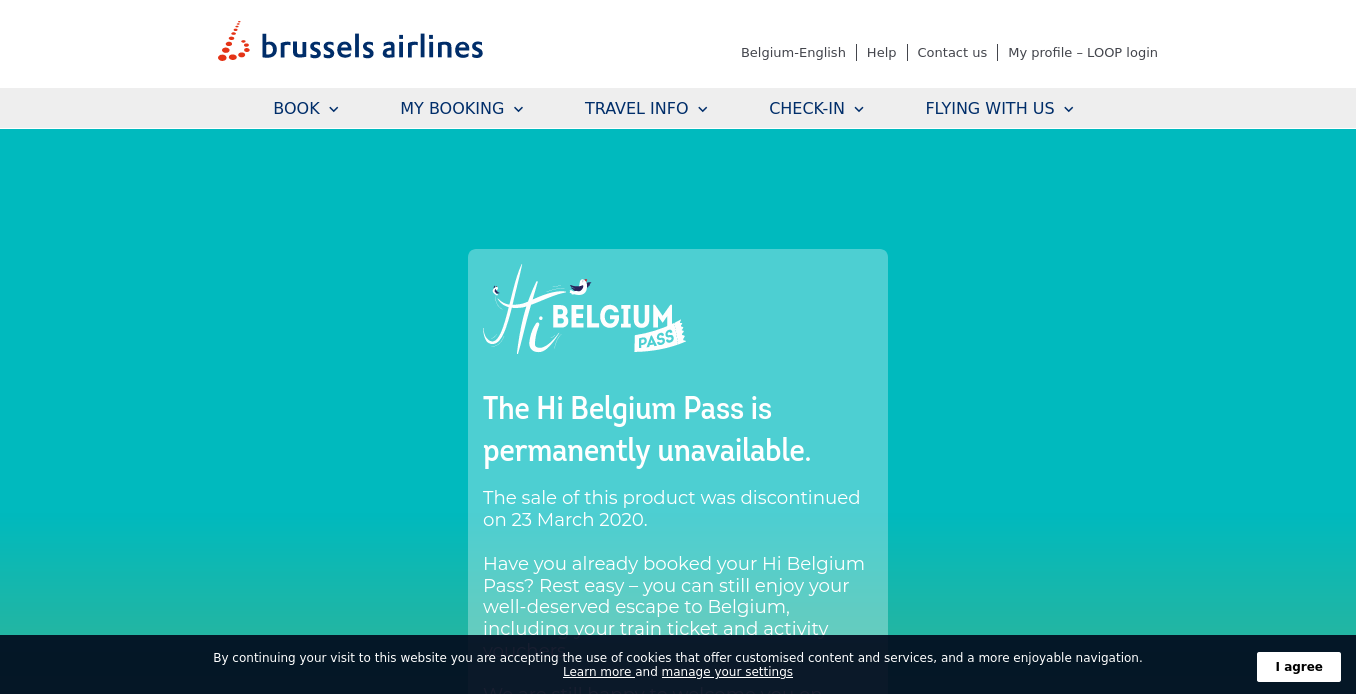 brussels airlines
Belgium-English Help Contact us My profile – LOOP login
BOOK MY BOOKING TRAVEL INFO CHECK-IN FLYING WITH US
Hi BELGIUM PASS
The Hi Belgium Pass is
permanently unavailable.
The sale of this product was discontinued
on 23 March 2020.
Have you already booked your Hi Belgium
Pass? Rest easy – you can still enjoy your
well-deserved escape to Belgium,
including your train ticket and activity
By continuing your visit to this website you are accepting the use of cookies that offer customised content and services, and a more enjoyable navigation.
Learn more and manage your settings
I agree